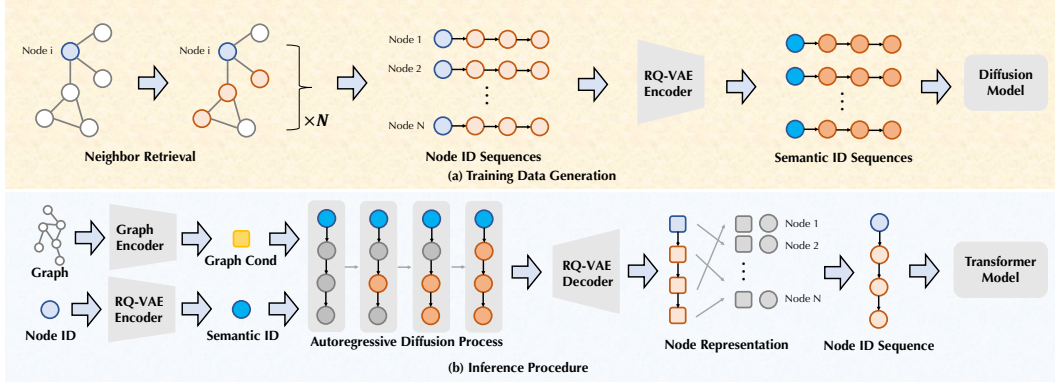 Node i
Node i
×N
Neighbor Retrieval
Node 1
Node 2
Node N
Node ID Sequences
RQ-VAE
Encoder
Semantic ID Sequences
Diffusion
Model
(a) Training Data Generation
Graph
Graph
Encoder
Graph Cond
Node ID
RQ-VAE
Encoder
Semantic ID
Autoregressive Diffusion Process
RQ-VAE
Decoder
Node 1
Node 2
Node N
Node Representation
Node ID Sequence
Transformer
Model
(b) Inference Procedure